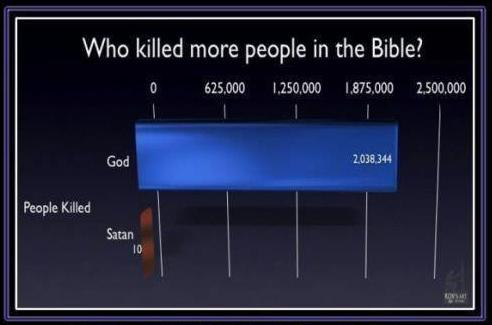 Who killed more people in the Bible?
0 625,000 1,250,000 1,875,000 2,500,000
God 2,038,344
People Killed
Satan
10